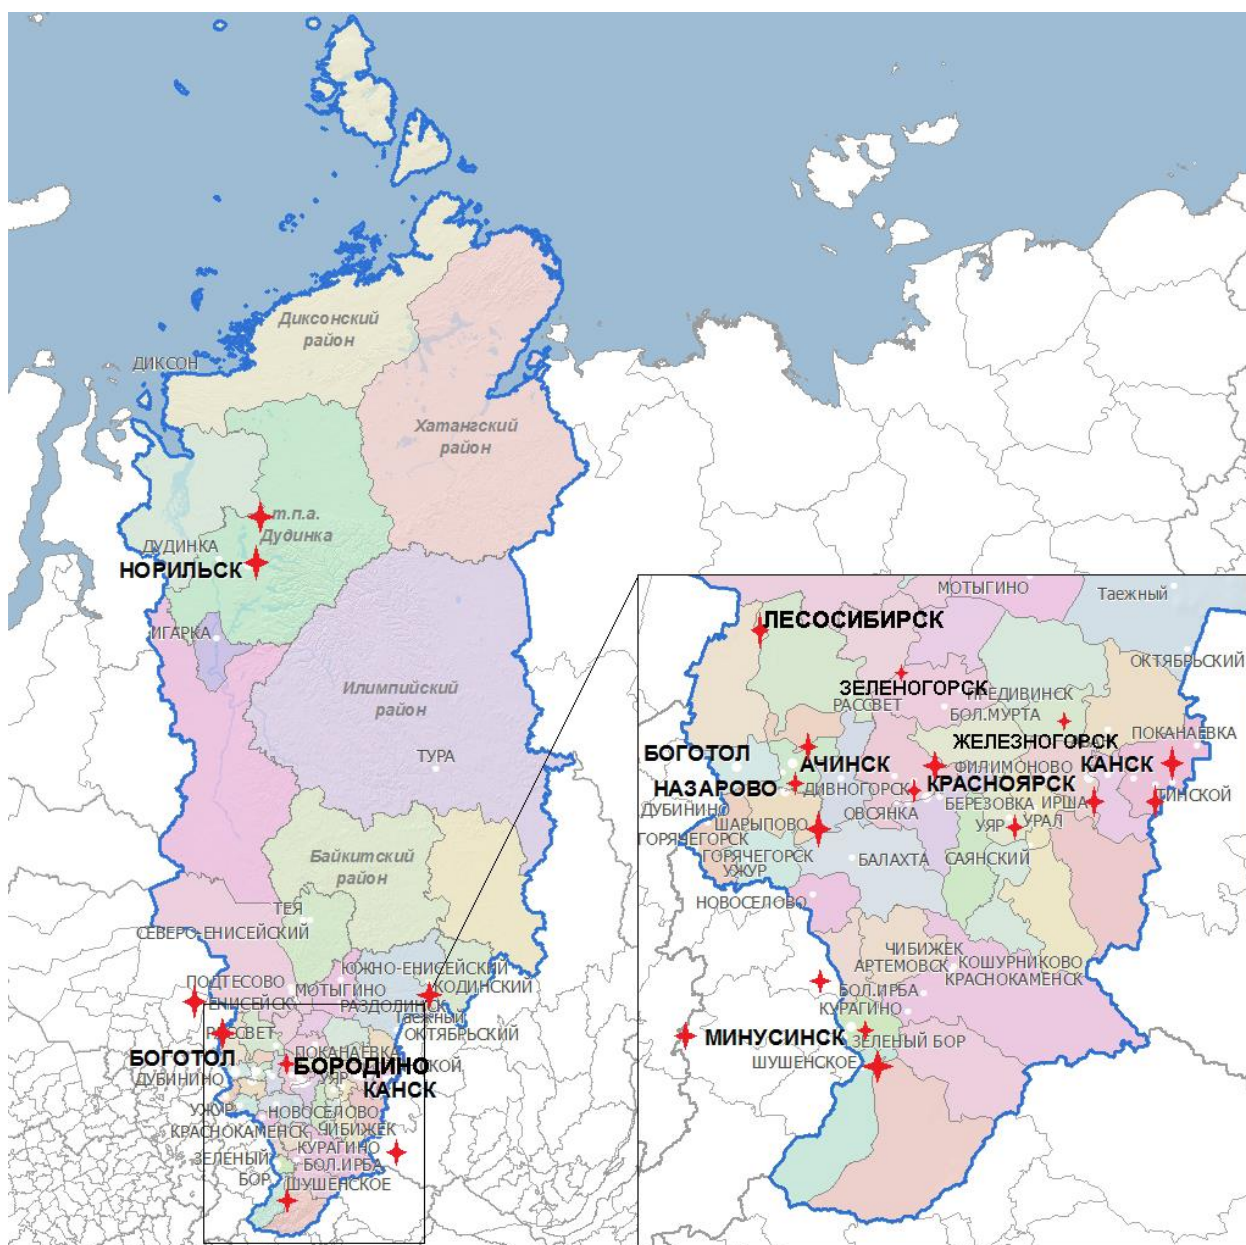 Диксонский
район
ДИКСОН
Хатангский
район
т.п.а.
Дудинка
ДУДИНКА
НОРИЛЬСК
ИГАРКА
Илимпийский
район
ТУРА
Байкитский
район
ТЕЯ
СЕВЕРО-ЕНИСЕЙСКИЙ
ЮЖНО-ЕНИСЕЙСКИЙ
ПОДТЕСОВО
МОТЫГИНО
КОДИНСКИЙ
ЕНИСЕЙСК
РАЗДОЛИНСК
Таежный
РАССВЕТ
ОКТЯБРЬСКИЙ
БОГОТОЛ
ПОКАНАЕВКА
БОРОДИНО
ДУБИНИНО
УЯР
КАНСК
УЖУР
НОВОСЕЛОВО
КРАСНОКАМЕНСК
ЧИБИЖЕК
КУРАГИНО
ЗЕЛЕНЫЙ
БОР
БОЛ.ИРБА
ШУШЕНСКОЕ
МОТЫГИНО
Таежный
ЛЕСОСИБИРСК
ОКТЯБРЬСКИЙ
ЗЕЛЕНОГОРСК
ПРЕДИВИНСК
РАССВЕТ
БОЛ.МУРТА
ПОКАНАЕВКА
ЖЕЛЕЗНОГОРСК
БОГОТОЛ
АЧИНСК
ФИЛИМОНОВО
КАНСК
НАЗАРОВО
ДИВНОГОРСК
КРАСНОЯРСК
ТИНСКОЙ
ДУБИНИНО
ОВСЯНКА
БЕРЕЗОВКА
ИРША
ШАРЫПОВО
УЯР
УРАЛ
ГОРЯЧЕГОРСК
ГОРЯЧЕГОРСК
БАЛАХТА
САЯНСКИЙ
УЖУР
НОВОСЕЛОВО
ЧИБИЖЕК
АРТЕМОВСК
КОШУРНИКОВО
КРАСНОКАМЕНСК
БОЛ.ИРБА
КУРАГИНО
МИНУСИНСК
ЗЕЛЕНЫЙ БОР
ШУШЕНСКОЕ